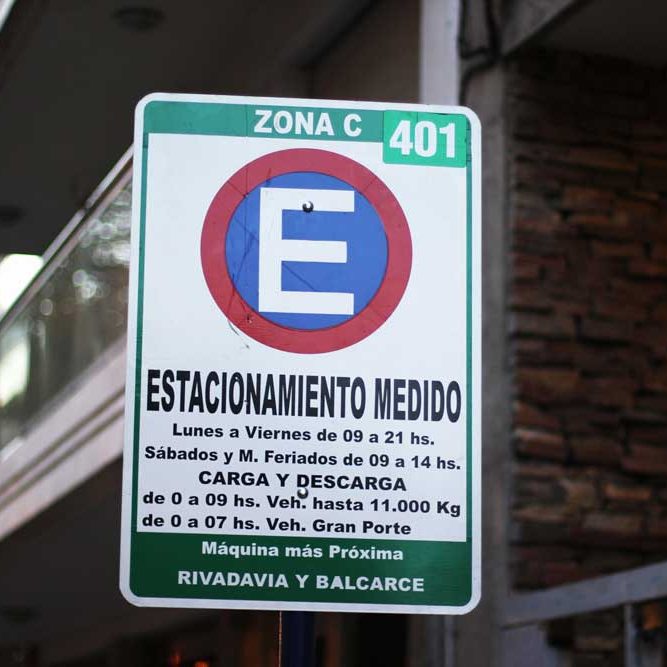 ZONA C 401
E
ESTACIONAMIENTO MEDIDO
Lunes a Viernes de 09 a 21 hs.
Sábados y M. Feriados de 09 a 14 hs.
CARGA Y DESCARGA
de 0 a 09 hs. Veh. hasta 11.000 Kg
de 0 a 07 hs. Veh. Gran Porte
Máquina más Próxima
RIVADAVIA Y BALCARCE